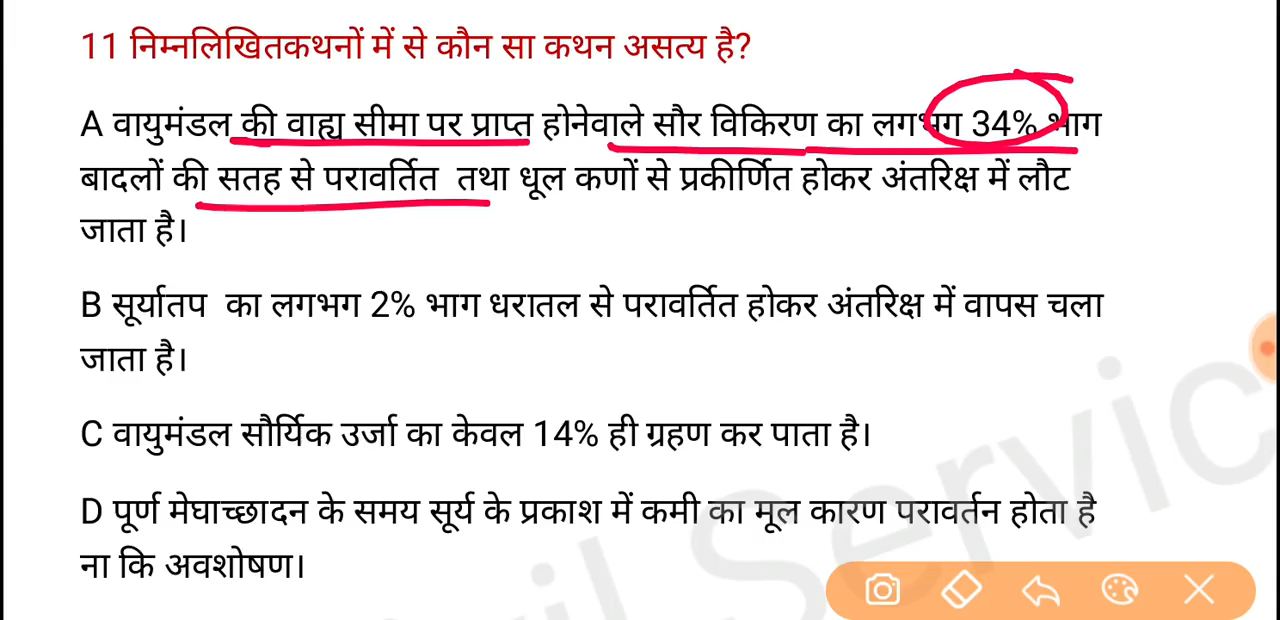 11 निम्नलिखितकथनों में से कौन सा कथन असत्य है?
A वायुमंडल की वाह्य सीमा पर प्राप्त होनेवाले सौर विकिरण का लगभग 34% भाग
बादलों की सतह से परावर्तित तथा धूल कणों से प्रकीर्णित होकर अंतरिक्ष में लौट
जाता है।
B सूर्यातप का लगभग 2% भाग धरातल से परावर्तित होकर अंतरिक्ष में वापस चला
जाता है।
C वायुमंडल सौर्यिक उर्जा का केवल 14% ही ग्रहण कर पाता है।
D पूर्ण मेघाच्छादन के समय सूर्य के प्रकाश में कमी का मूल कारण परावर्तन होता है
ना कि अवशोषण।